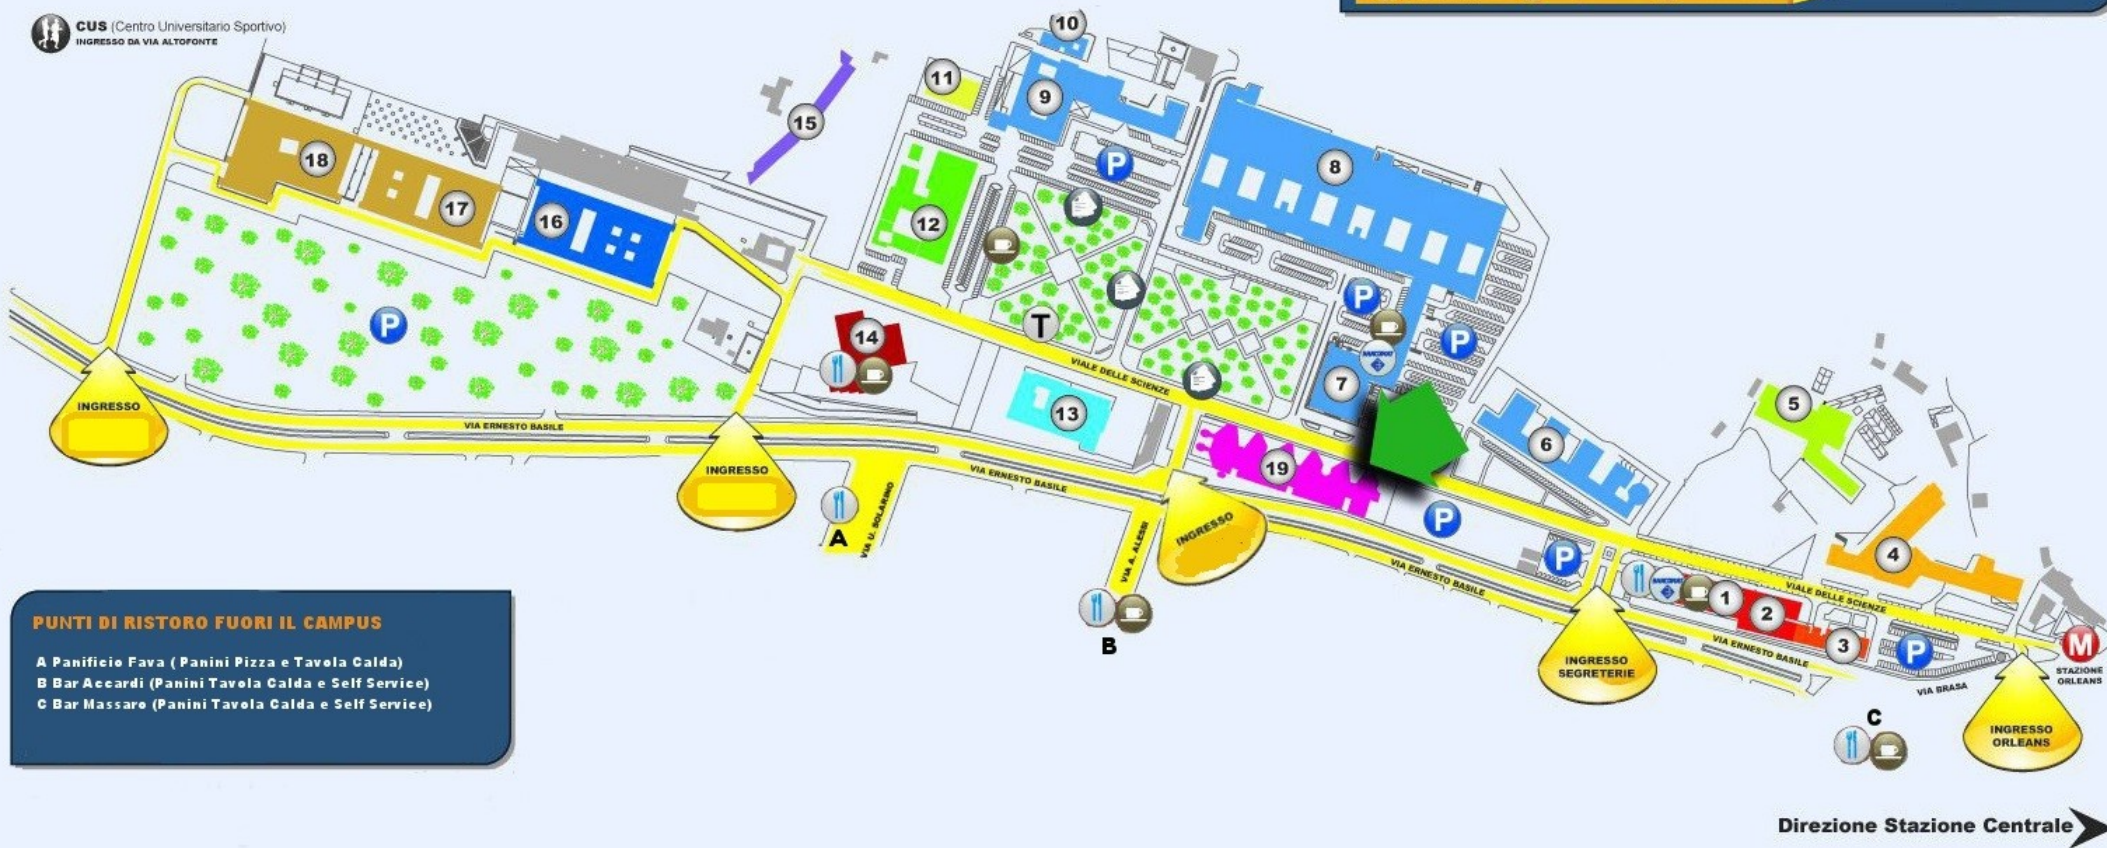 CUS (Centro Universitario Sportivo)
INGRESSO DA VIA ALTOFONTE
10
11
9
15
P
8
18
17
16
12
T
P
P
P
14
7
VIALE DELLE SCIENZE
13
5
6
INGRESSO
VIA ERNESTO BASILE
INGRESSO
19
VIA ERNESTO BASILE
A
VIA U. SOLARINO
INGRESSO
VIA A. ALESSI
P
P
VIA ERNESTO BASILE
4
BANCOMAT
BANCOMAT
1
2
3
VIALE DELLE SCIENZE
VIA ERNESTO BASILE
P
M
STAZIONE
ORLEANS
VIA BRASA
B
INGRESSO
SEGRETERIE
C
INGRESSO
ORLEANS
PUNTI DI RISTORO FUORI IL CAMPUS
A Panificio Fava ( Panini Pizza e Tavola Calda)
B Bar Accardi (Panini Tavola Calda e Self Service)
C Bar Massaro (Panini Tavola Calda e Self Service)
Direzione Stazione Centrale